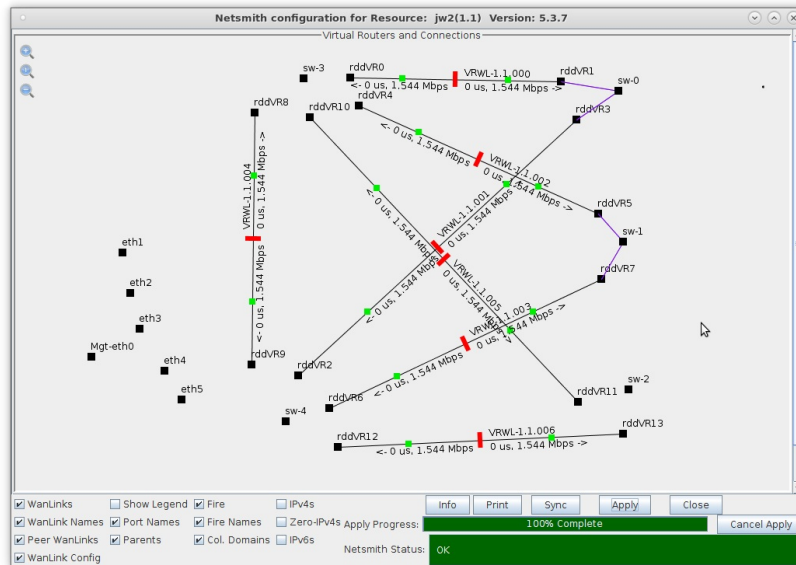 Netsmith configuration for Resource: jw2(1.1) Version: 5.3.7
Virtual Routers and Connections
sw-3
rddVR0
VRWL-1.1.000
<- 0 us, 1.544 Mbps
0 us, 1.544 Mbps ->
rddVR1
sw-0
rddVR8
rddVR10
rddVR4
rddVR3
VRWL-1.1.004
0 us, 1.544 Mbps ->
<- 0 us, 1.544 Mbps
<- 0 us, 1.544 Mbps
VRWL-1.1.002
0 us, 1.544 Mbps ->
VRWL-1.1.001
0 us, 1.544 Mbps ->
<- 0 us, 1.544 Mbps
<- 0 us, 1.544 Mbps
VRWL-1.1.005
0 us, 1.544 Mbps ->
rddVR5
sw-1
rddVR7
eth1
eth2
eth3
Mgt-eth0
eth4
eth5
VRWL-1.1.003
0 us, 1.544 Mbps ->
<- 0 us, 1.544 Mbps
rddVR9
rddVR2
rddVR6
rddVR11
sw-2
sw-4
rddVR12
VRWL-1.1.006
<- 0 us, 1.544 Mbps
0 us, 1.544 Mbps ->
rddVR13
WanLinks
Show Legend
Fire
IPv4s
Info
Print
Sync
Apply
Close
WanLink Names
Port Names
Fire Names
Zero-IPv4s
Apply Progress:
100% Complete
Cancel Apply
Peer WanLinks
Parents
Col. Domains
IPv6s
Netsmith Status:
OK
WanLink Config